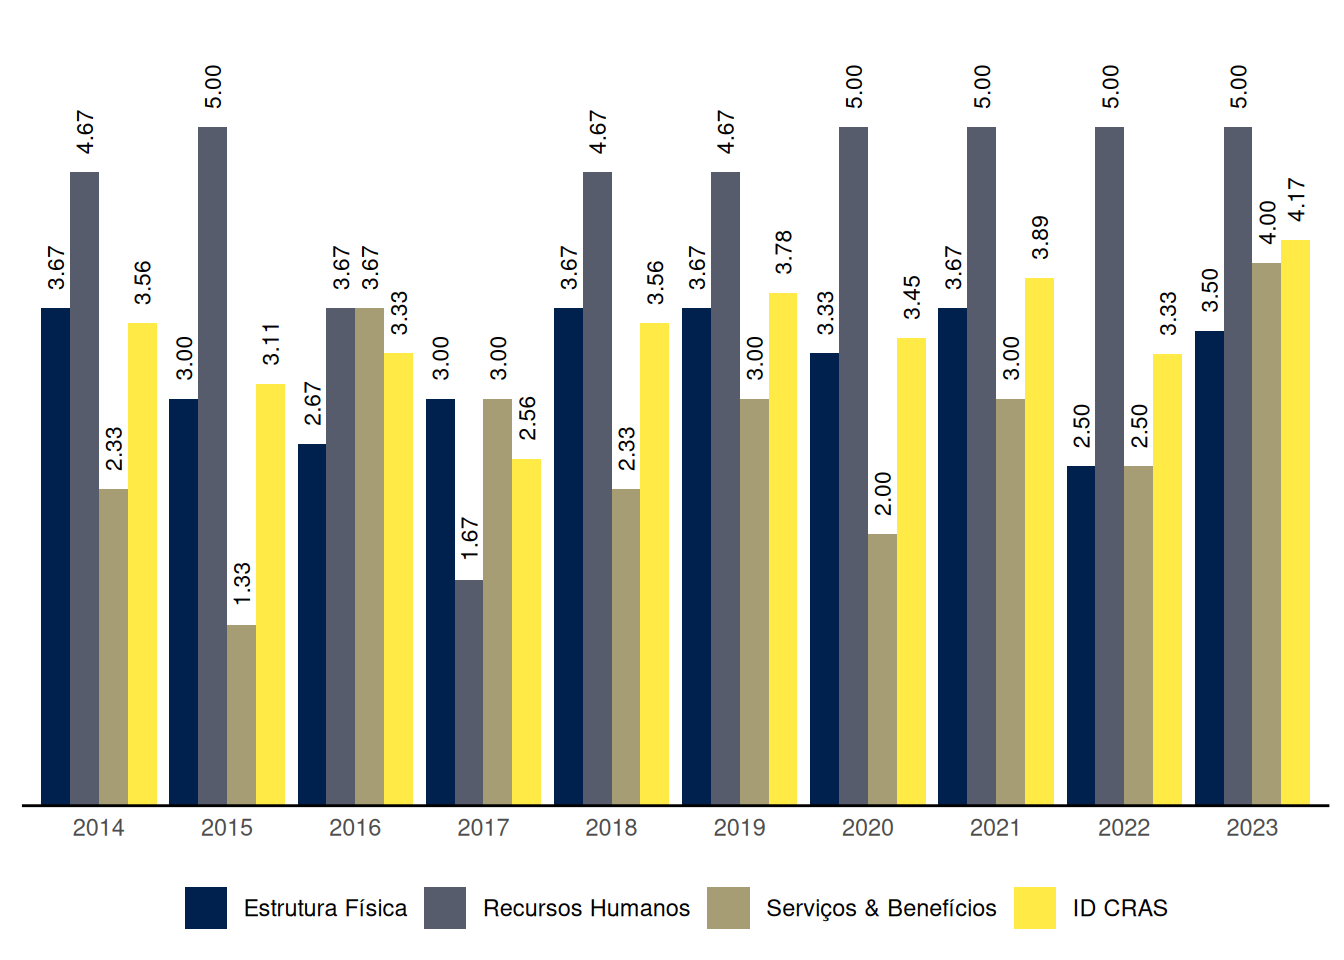 3.67 4.67 2.33 3.56
3.00 5.00 1.33 3.11
2.67 3.67 3.67 3.33
3.00 1.67 3.00 2.56
3.67 4.67 2.33 3.56
3.67 4.67 3.00 3.78
3.33 5.00 2.00 3.45
3.67 5.00 3.00 3.89
2.50 5.00 2.50 3.33
3.50 5.00 4.00 4.17
2014 2015 2016 2017 2018 2019 2020 2021 2022 2023
Estrutura Física Recursos Humanos Serviços & Benefícios ID CRAS